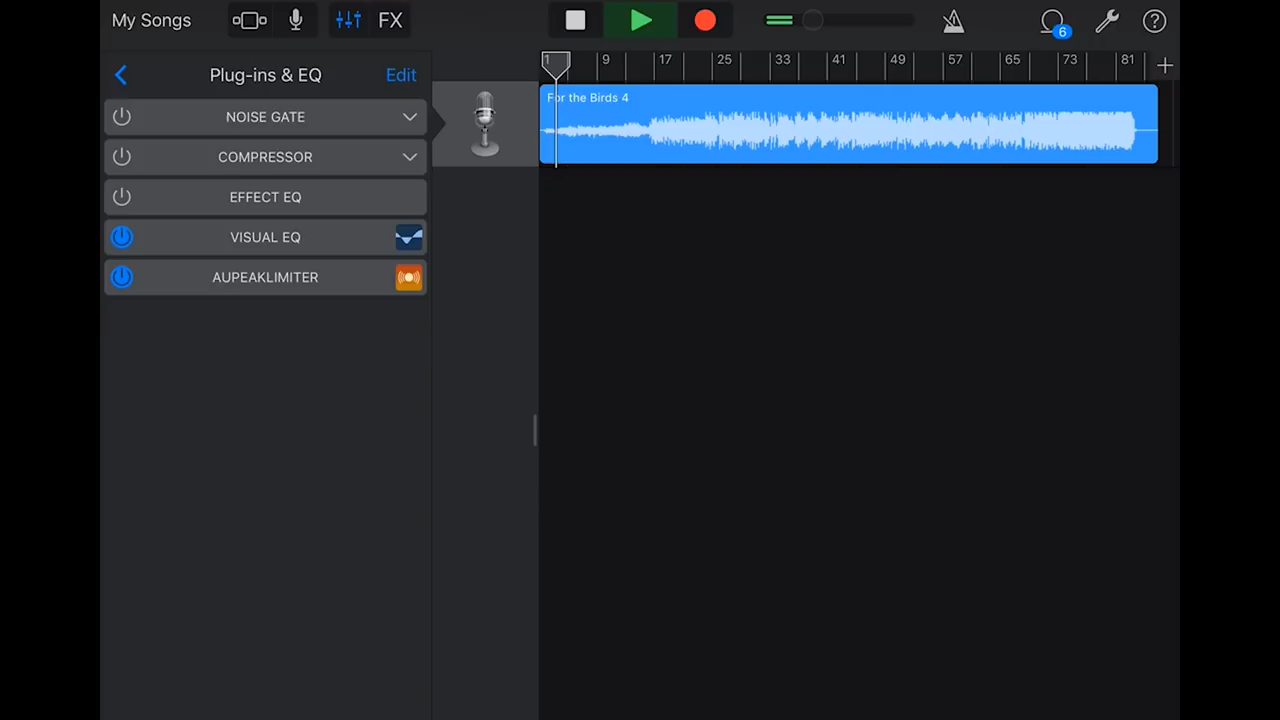 My Songs
FX
6
Plug-ins & EQ
Edit
1 9 17 25 33 41 49 57 65 73 81
NOISE GATE
For the Birds 4
COMPRESSOR
EFFECT EQ
VISUAL EQ
AUPEAKLIMITER